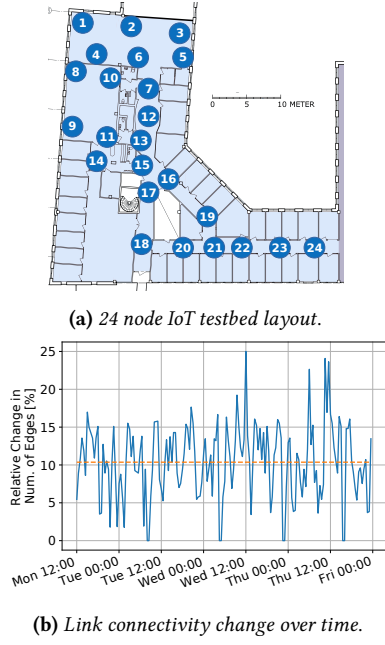 1
2
3
4
6
5
8
10
7
12
9
11
13
14
15
16
17
19
18
20
21
22
23
24
0
5
10 METER
(a) 24 node IoT testbed layout.
Relative Change in
Num. of Edges [%]
25
20
15
10
5
0
Mon 12:00
Tue 00:00
Tue 12:00
Wed 00:00
Wed 12:00
Thu 00:00
Thu 12:00
Fri 00:00
(b) Link connectivity change over time.